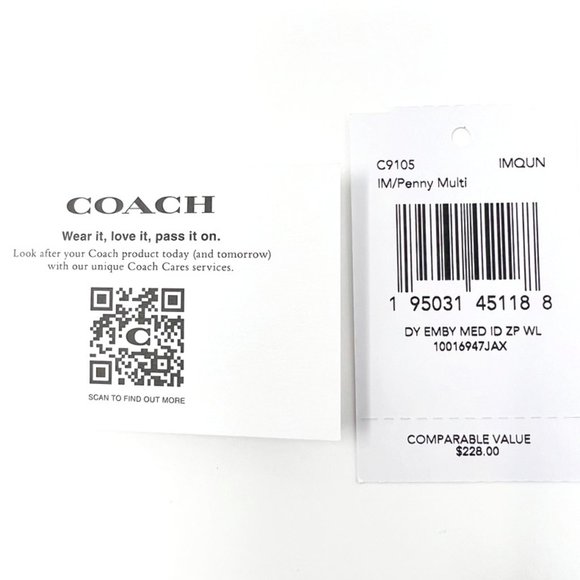 COACH
Wear it, love it, pass it on.
Look after your Coach product today (and tomorrow)
with our unique Coach Cares services.
C
SCAN TO FIND OUT MORE
C9105 IMQUN
IM/Penny Multi
1 95031 45118 8
DY EMBY MED ID ZP WL
10016947JAX
COMPARABLE VALUE
$228.00